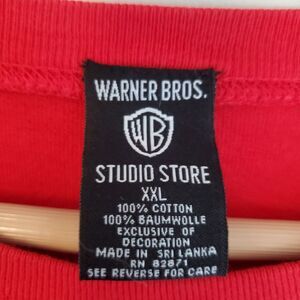 WARNER BROS.
WB
STUDIO STORE
XXL
100% COTTON
100% BAUMWOLLE
EXCLUSIVE OF
DECORATION
MADE IN SRI LANKA
RN 82871
SEE REVERSE FOR CARE